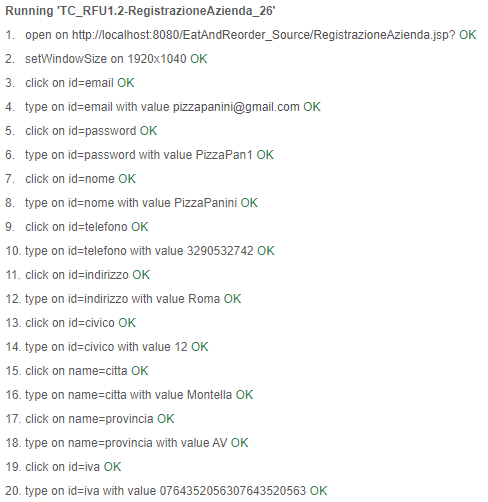 Running 'TC_RFU1.2-RegistrazioneAzienda_26'
1. open on http://localhost:8080/EatAndReorder_Source/RegistrazioneAzienda.jsp? OK
2. setWindowSize on 1920x1040 OK
3. click on id=email OK
4. type on id=email with value pizzapanini@gmail.com OK
5. click on id=password OK
6. type on id=password with value PizzaPan1 OK
7. click on id=nome OK
8. type on id=nome with value PizzaPanini OK
9. click on id=telefono OK
10. type on id=telefono with value 3290532742 OK
11. click on id=indirizzo OK
12. type on id=indirizzo with value Roma OK
13. click on id=civico OK
14. type on id=civico with value 12 OK
15. click on name=citta OK
16. type on name=citta with value Montella OK
17. click on name=provincia OK
18. type on name=provincia with value AV OK
19. click on id=iva OK
20. type on id=iva with value 0764352056307643520563 OK